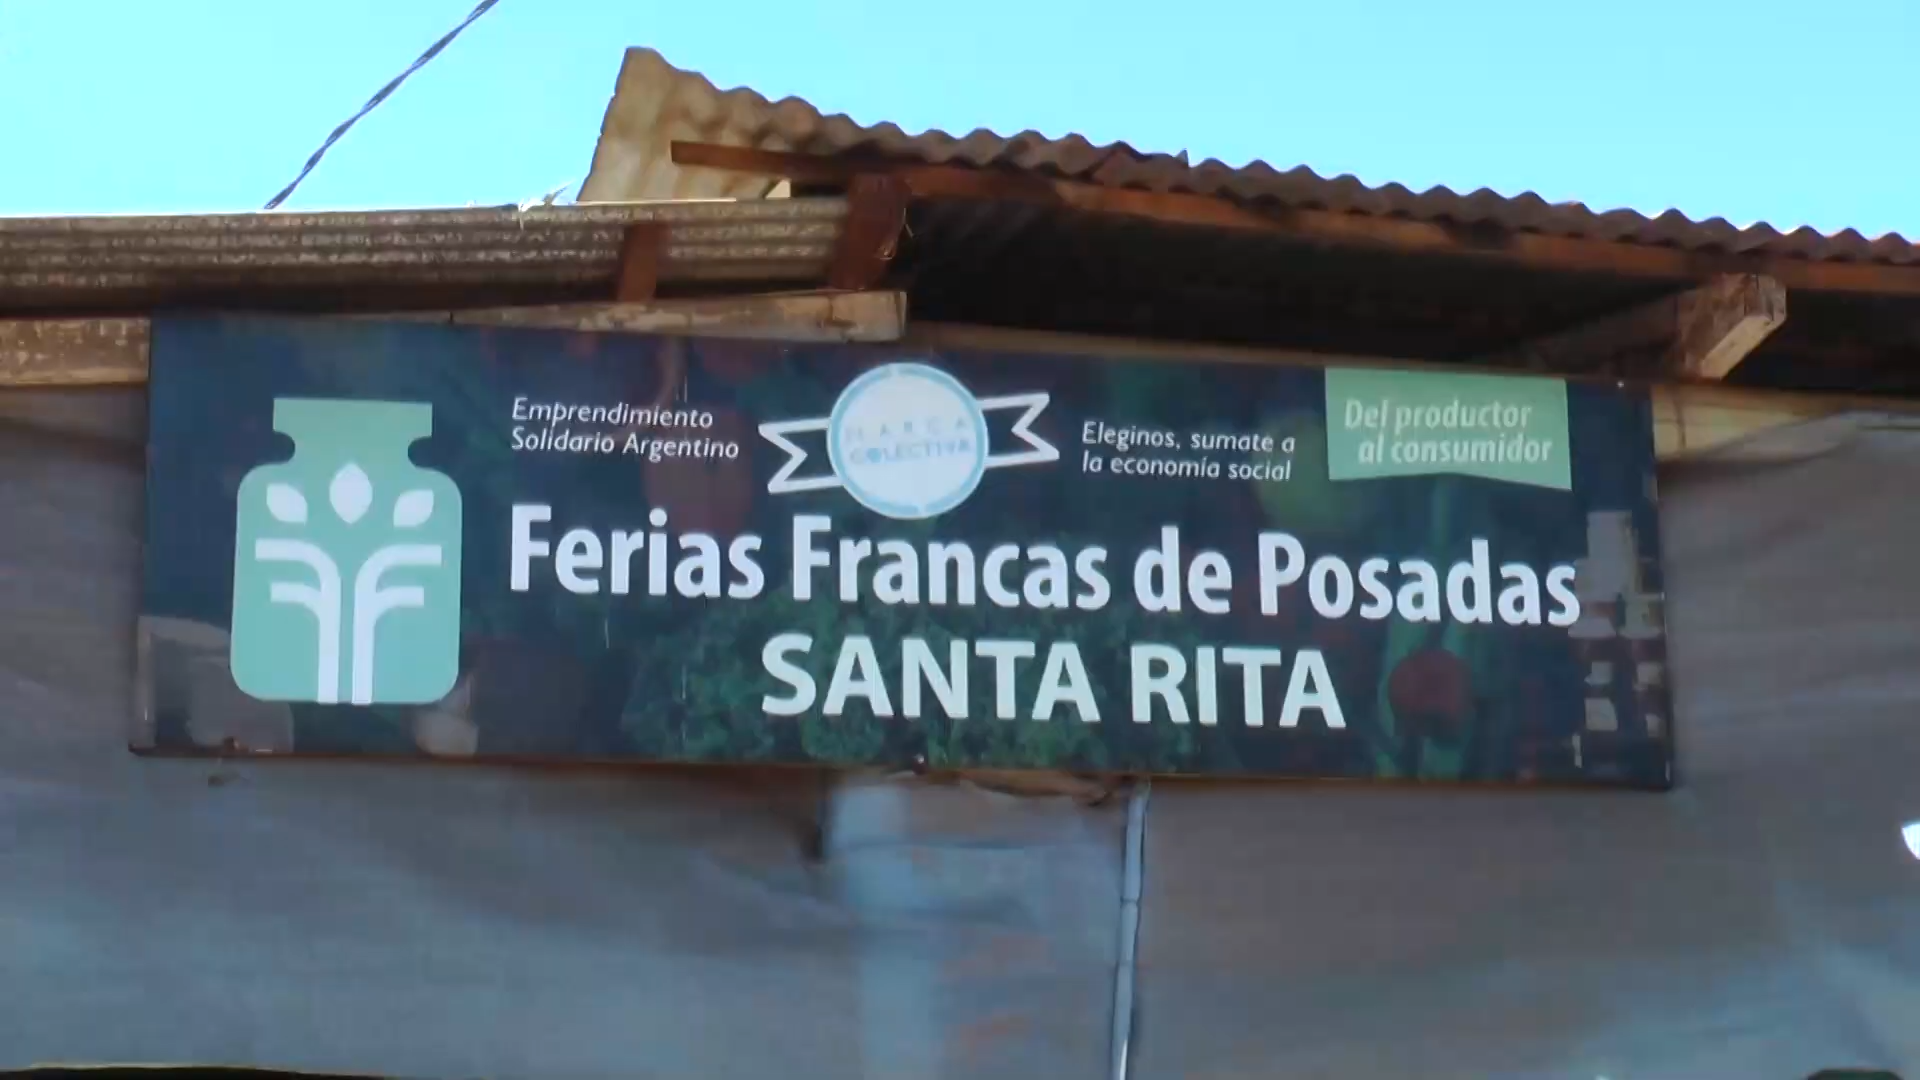 Emprendimiento
Solidario Argentino
MARCA
COLECTIVA
Eleginos, sumate a
la economía social
Del productor
al consumidor
Ferias Francas de Posadas
SANTA RITA